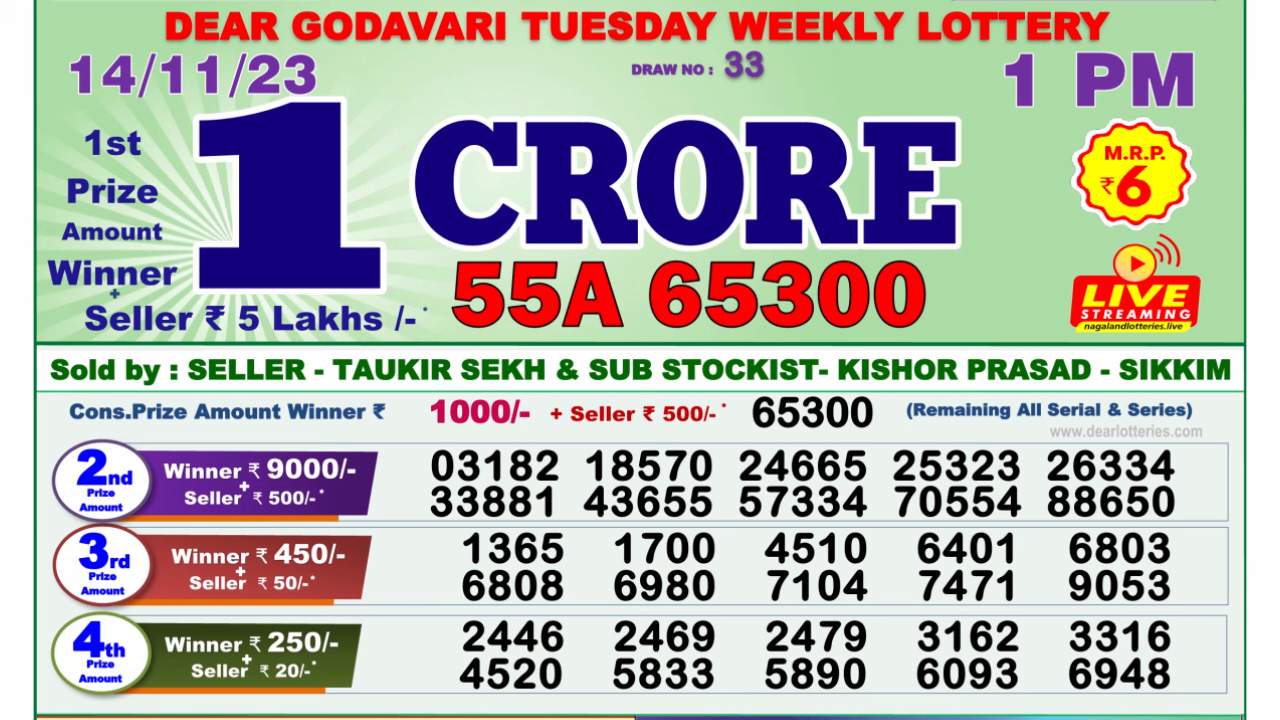 DEAR GODAVARI TUESDAY WEEKLY LOTTERY
14/11/23
DRAW NO : 33
1 PM
1st
Prize
Amount
Winner
+
Seller ₹ 5 Lakhs /-*
1 CRORE
55A 65300
M.R.P.
₹6
LIVE
STREAMING
nagalandlotteries.live
Sold by : SELLER - TAUKIR SEKH & SUB STOCKIST- KISHOR PRASAD - SIKKIM
Cons.Prize Amount Winner ₹ 1000/- + Seller ₹ 500/-* 65300 (Remaining All Serial & Series)
www.dearlotteries.com
2nd
Prize
Amount
Winner ₹ 9000/-
+
Seller ₹ 500/-*
03182 18570 24665 25323 26334
33881 43655 57334 70554 88650
3rd
Prize
Amount
Winner ₹ 450/-
+
Seller ₹ 50/-*
1365 1700 4510 6401 6803
6808 6980 7104 7471 9053
4th
Prize
Amount
Winner ₹ 250/-
+
Seller ₹ 20/-*
2446 2469 2479 3162 3316
4520 5833 5890 6093 6948